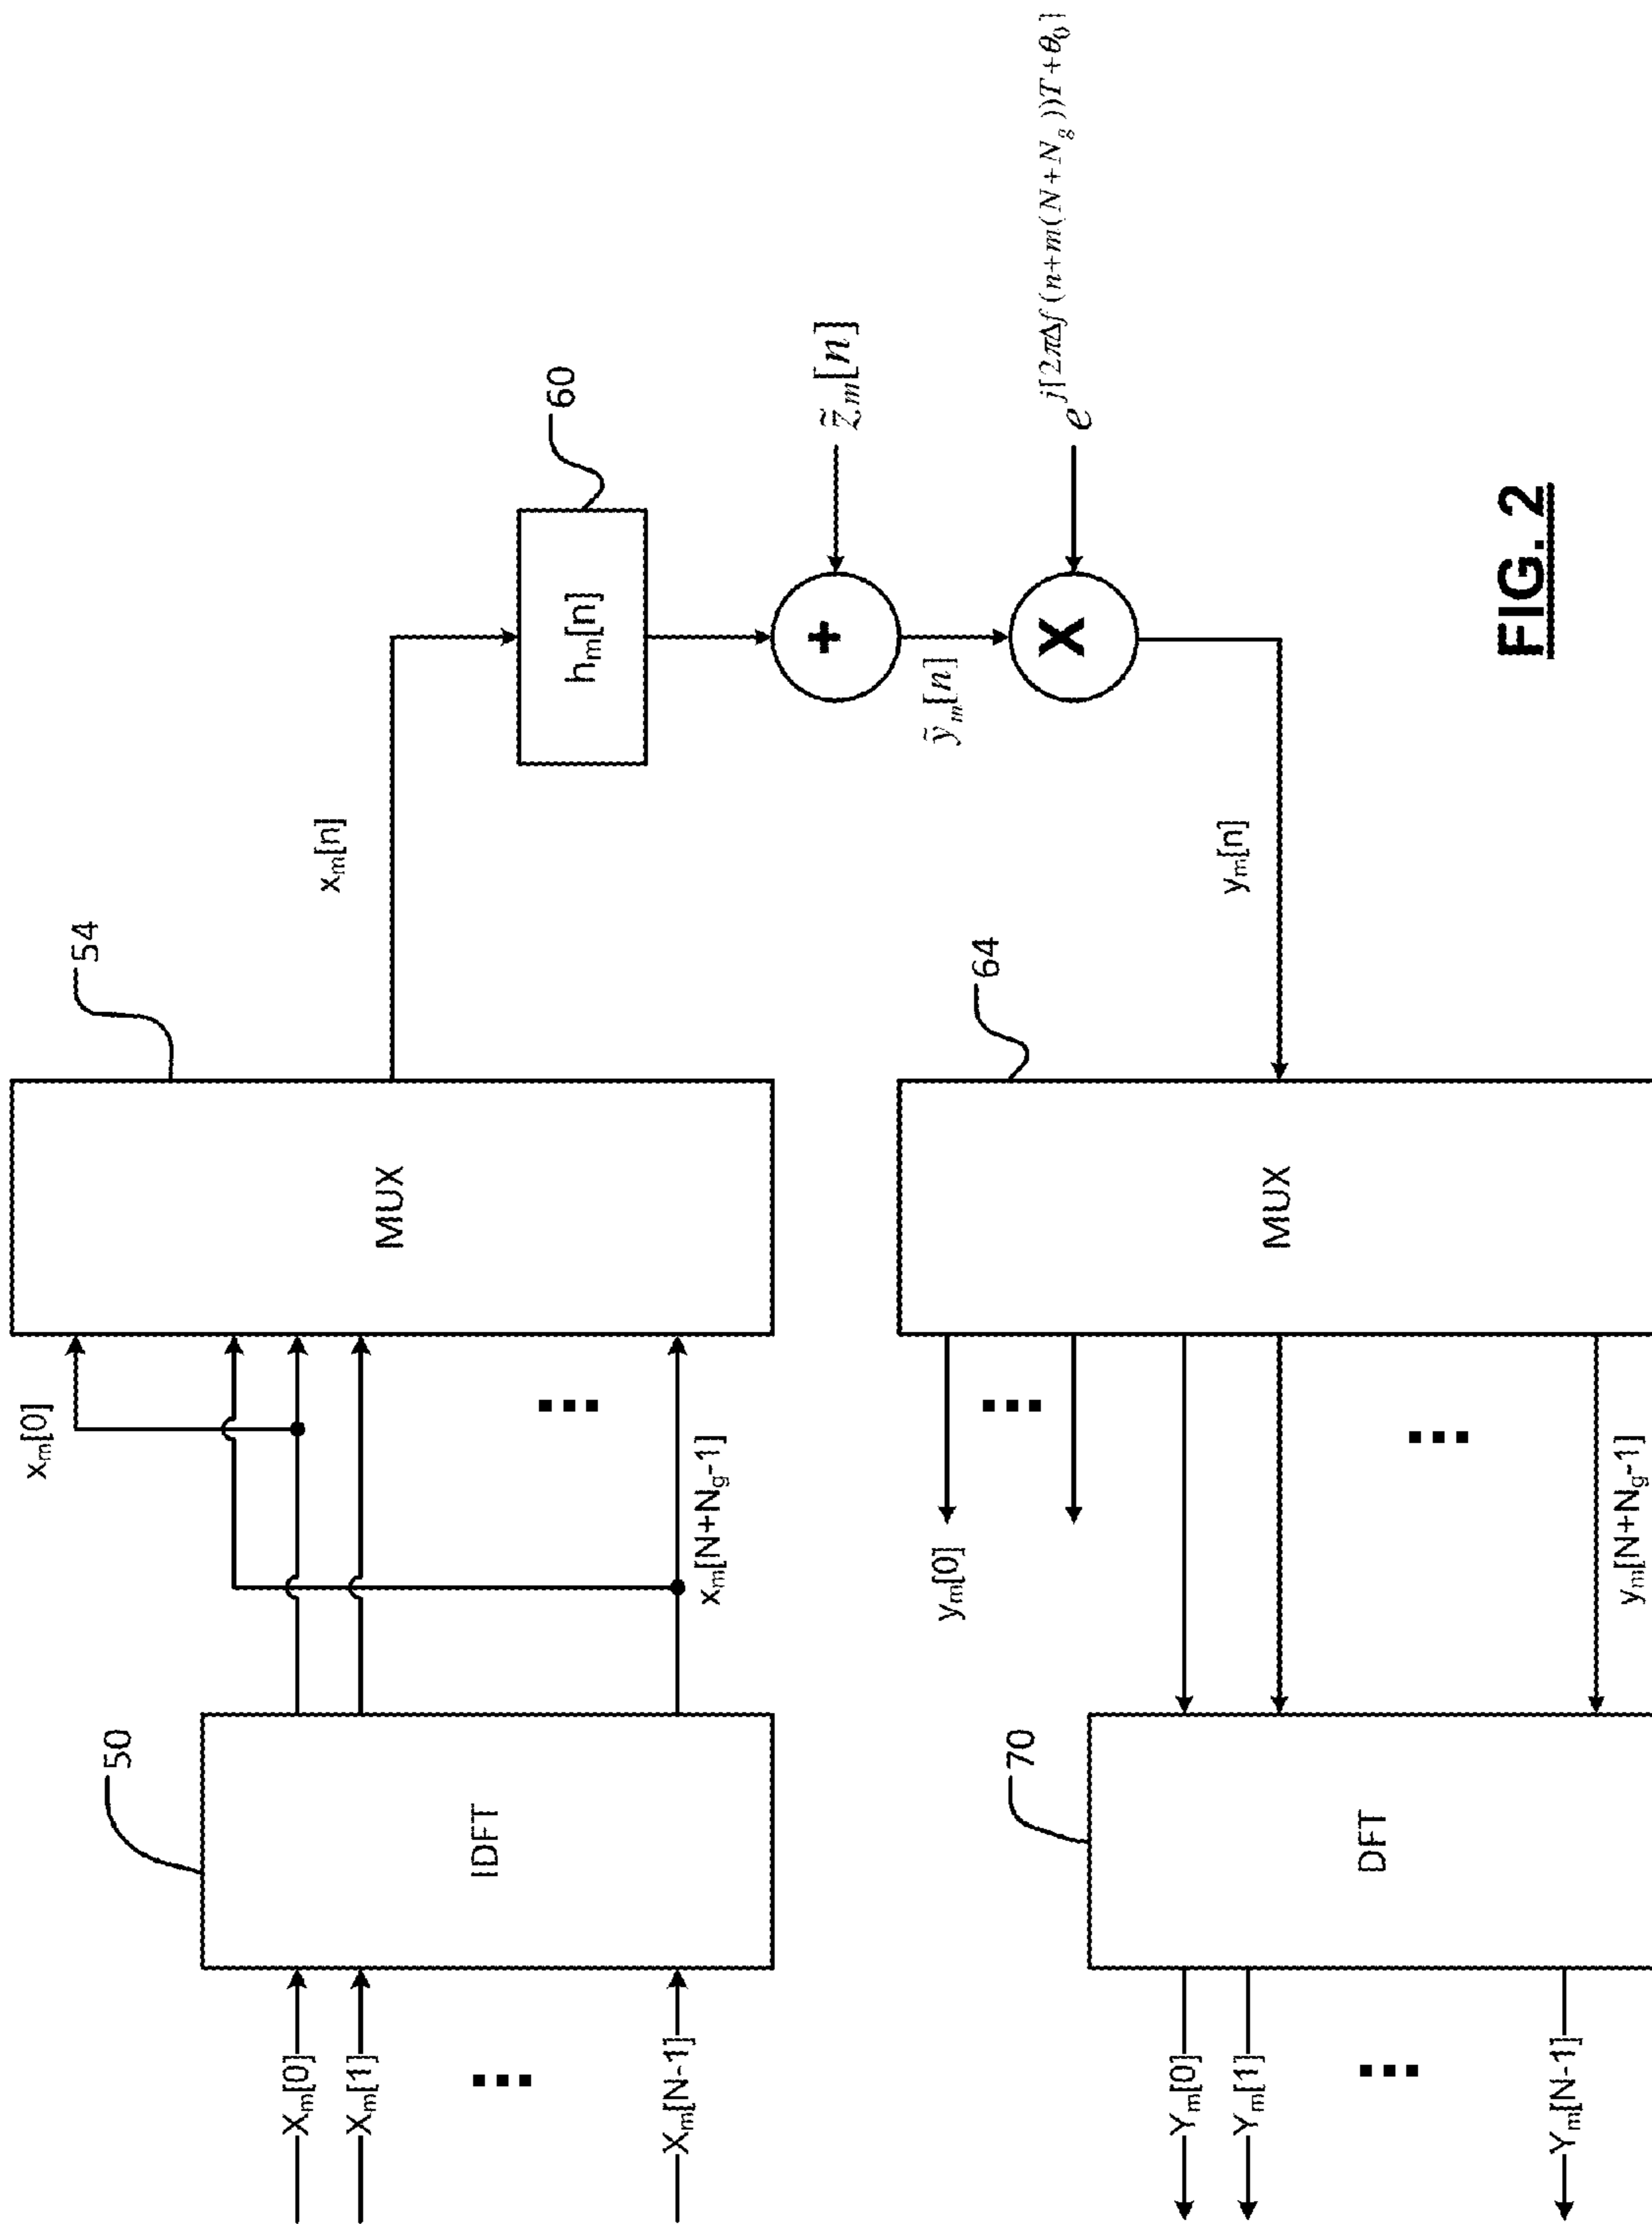 X_m[0]
X_m[1]
X_m[N-1]
50
IDFT
x_m[0]
x_m[N+N_g-1]
54
MUX
x_m[n]
60
h_m[n]
+
z̃_m[n]
ỹ_m[n]
X
e^{j[2πΔf(n+m(N+N_g))T+θ_0]}
y_m[n]
64
MUX
y_m[0]
y_m[N+N_g-1]
70
DFT
Y_m[0]
Y_m[1]
Y_m[N-1]
FIG. 2